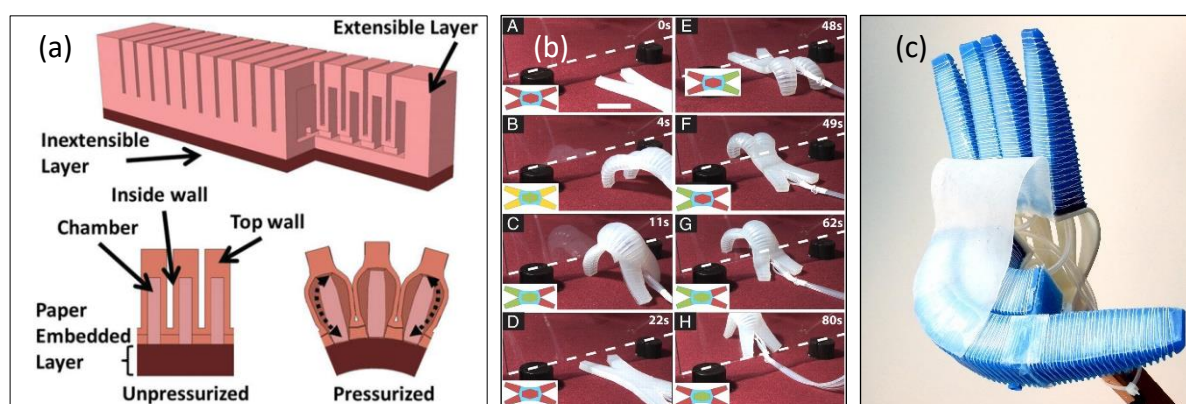 (a)
Extensible Layer
Inextensible
Layer
Inside wall
Chamber
Top wall
Paper
Embedded
Layer
Unpressurized
Pressurized
(b)
A
0s
B
4s
C
11s
D
22s
E
48s
F
49s
G
62s
H
80s
(c)